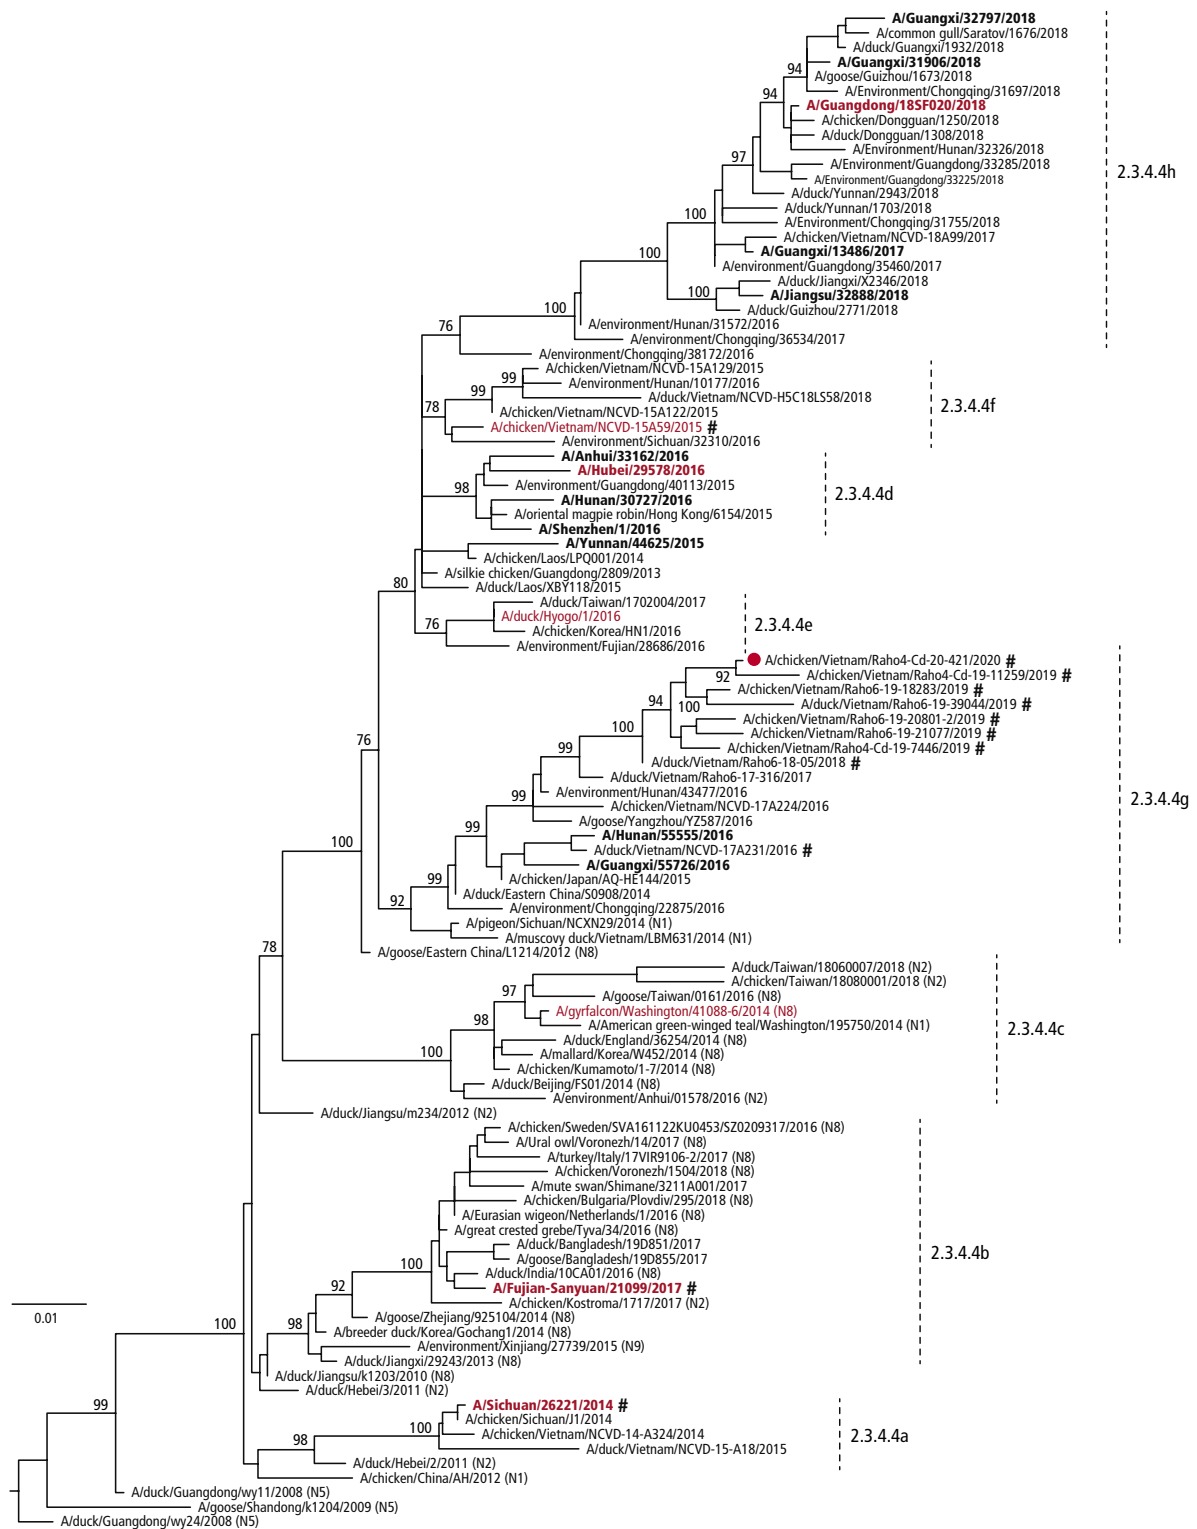 A/Guangxi/32797/2018
A/common gull/Saratov/1676/2018
A/duck/Guangxi/1932/2018
A/Guangxi/31906/2018
94
A/goose/Guizhou/1673/2018
A/Environment/Chongqing/31697/2018
94
A/Guangdong/18SF020/2018
A/chicken/Dongguan/1250/2018
A/duck/Dongguan/1308/2018
A/Environment/Hunan/32326/2018
97
A/Environment/Guangdong/33285/2018
2.3.4.4h
A/Environment/Guangdong/33225/2018
A/duck/Yunnan/2943/2018
A/duck/Yunnan/1703/2018
100
A/Environment/Chongqing/31755/2018
A/chicken/Vietnam/NCVD-18A99/2017
A/Guangxi/13486/2017
100
A/environment/Guangdong/35460/2017
A/duck/Jiangxi/X2346/2018
100
A/Jiangsu/32888/2018
100
A/duck/Guizhou/2771/2018
A/environment/Hunan/31572/2016
76
A/environment/Chongqing/36534/2017
A/environment/Chongqing/38172/2016
A/chicken/Vietnam/NCVD-15A129/2015
99
A/environment/Hunan/10177/2016
99
A/duck/Vietnam/NCVD-H5C18LS58/2018
2.3.4.4f
78
A/chicken/Vietnam/NCVD-15A122/2015
A/chicken/Vietnam/NCVD-15A59/2015 #
A/environment/Sichuan/32310/2016
A/Anhui/33162/2016
A/Hubei/29578/2016
98
A/environment/Guangdong/40113/2015
2.3.4.4d
A/Hunan/30727/2016
A/oriental magpie robin/Hong Kong/6154/2015
A/Shenzhen/1/2016
A/Yunnan/44625/2015
A/chicken/Laos/LPQ001/2014
A/silkie chicken/Guangdong/2809/2013
80
A/duck/Laos/XBY118/2015
A/duck/Taiwan/1702004/2017
A/duck/Hyogo/1/2016
2.3.4.4e
76
A/chicken/Korea/HN1/2016
A/environment/Fujian/28686/2016
A/chicken/Vietnam/Raho4-Cd-20-421/2020 #
92
A/chicken/Vietnam/Raho4-Cd-19-11259/2019 #
A/chicken/Vietnam/Raho6-19-18283/2019 #
94
100
A/duck/Vietnam/Raho6-19-39044/2019 #
A/chicken/Vietnam/Raho6-19-20801-2/2019 #
100
A/chicken/Vietnam/Raho6-19-21077/2019 #
76
A/chicken/Vietnam/Raho4-Cd-19-7446/2019 #
99
A/duck/Vietnam/Raho6-18-05/2018 #
A/duck/Vietnam/Raho6-17-316/2017
A/environment/Hunan/43477/2016
99
2.3.4.4g
A/chicken/Vietnam/NCVD-17A224/2016
A/goose/Yangzhou/YZ587/2016
99
A/Hunan/55555/2016
100
A/duck/Vietnam/NCVD-17A231/2016 #
A/Guangxi/55726/2016
99
A/chicken/Japan/AQ-HE144/2015
A/duck/Eastern China/S0908/2014
92
A/environment/Chongqing/22875/2016
A/pigeon/Sichuan/NCXN29/2014 (N1)
A/muscovy duck/Vietnam/LBM631/2014 (N1)
78
A/goose/Eastern China/L1214/2012 (N8)
A/duck/Taiwan/18060007/2018 (N2)
A/chicken/Taiwan/18080001/2018 (N2)
97
A/goose/Taiwan/0161/2016 (N8)
A/gyrfalcon/Washington/41088-6/2014 (N8)
98
A/American green-winged teal/Washington/195750/2014 (N1)
2.3.4.4c
A/duck/England/36254/2014 (N8)
100
A/mallard/Korea/W452/2014 (N8)
A/chicken/Kumamoto/1-7/2014 (N8)
A/duck/Beijing/FS01/2014 (N8)
A/environment/Anhui/01578/2016 (N2)
A/duck/Jiangsu/m234/2012 (N2)
A/chicken/Sweden/SVA161122KU0453/SZ0209317/2016 (N8)
A/Ural owl/Voronezh/14/2017 (N8)
A/turkey/Italy/17VIR9106-2/2017 (N8)
A/chicken/Voronezh/1504/2018 (N8)
A/mute swan/Shimane/3211A001/2017
A/chicken/Bulgaria/Plovdiv/295/2018 (N8)
A/Eurasian wigeon/Netherlands/1/2016 (N8)
A/great crested grebe/Tyva/34/2016 (N8)
A/duck/Bangladesh/19D851/2017
2.3.4.4b
A/goose/Bangladesh/19D855/2017
100
A/duck/India/10CA01/2016 (N8)
92
A/Fujian-Sanyuan/21099/2017 #
A/chicken/Kostroma/1717/2017 (N2)
0.01
A/goose/Zhejiang/925104/2014 (N8)
100
98
A/breeder duck/Korea/Gochang1/2014 (N8)
A/environment/Xinjiang/27739/2015 (N9)
A/duck/Jiangxi/29243/2013 (N8)
A/duck/Jiangsu/k1203/2010 (N8)
A/duck/Hebei/3/2011 (N2)
99
A/Sichuan/26221/2014 #
A/chicken/Sichuan/J1/2014
100
A/chicken/Vietnam/NCVD-14-A324/2014
2.3.4.4a
98
A/duck/Vietnam/NCVD-15-A18/2015
A/duck/Hebei/2/2011 (N2)
A/chicken/China/AH/2012 (N1)
A/duck/Guangdong/wy11/2008 (N5)
A/goose/Shandong/k1204/2009 (N5)
A/duck/Guangdong/wy24/2008 (N5)